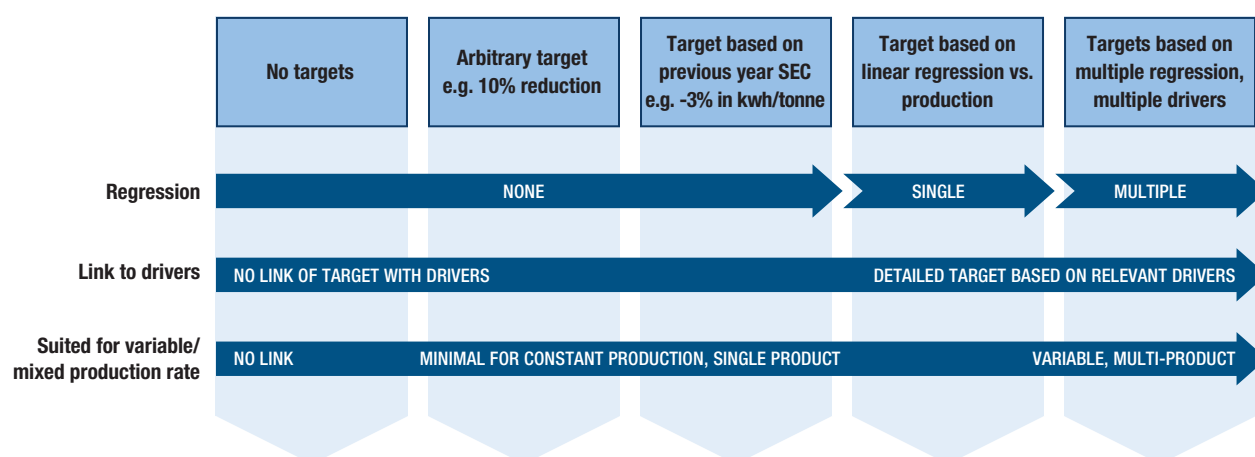 No targets
Arbitrary target
e.g. 10% reduction
Target based on
previous year SEC
e.g. -3% in kwh/tonne
Target based on
linear regression vs.
production
Targets based on
multiple regression,
multiple drivers
Regression
NONE
SINGLE
MULTIPLE
Link to drivers
NO LINK OF TARGET WITH DRIVERS
DETAILED TARGET BASED ON RELEVANT DRIVERS
Suited for variable/
mixed production rate
NO LINK
MINIMAL FOR CONSTANT PRODUCTION, SINGLE PRODUCT
VARIABLE, MULTI-PRODUCT